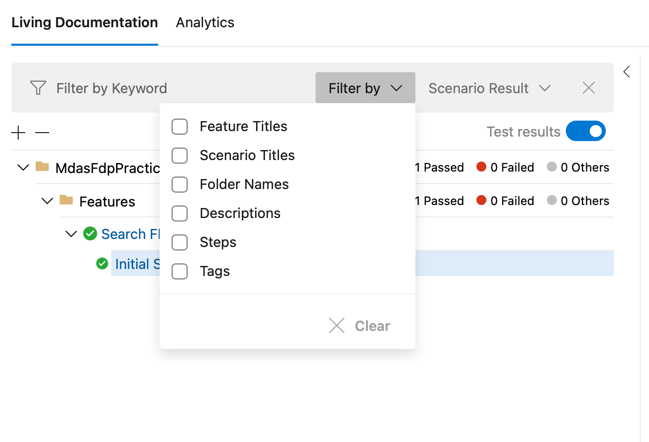 Living Documentation Analytics
Filter by Keyword Filter by Scenario Result
Test results
Feature Titles
Scenario Titles
Folder Names
Descriptions
Steps
Tags
Clear
MdasFdpPractic 1 Passed 0 Failed 0 Others
Features 1 Passed 0 Failed 0 Others
Search Fl
Initial S